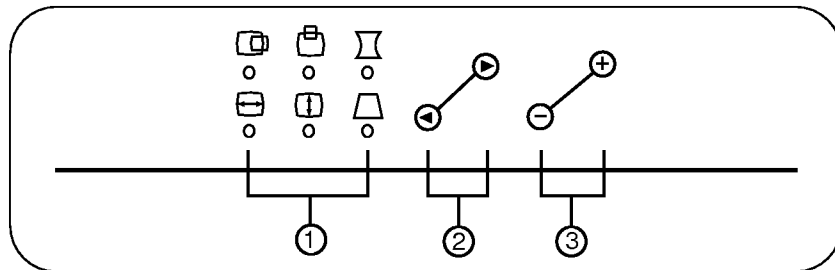 ◀ ▶ − +
① ② ③